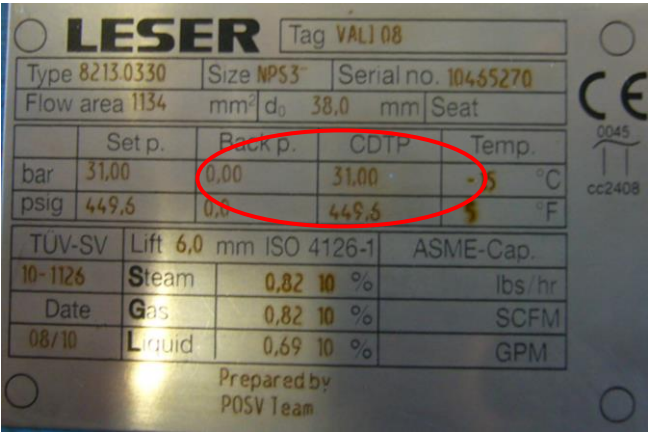 LESER Tag VALI 08
Type 8213.0330 Size NPS3" Serial no. 10465270
Flow area 1134 mm² d₀ 38,0 mm Seat
CE
0045
cc2408
Set p. Back p. CDTP Temp.
bar 31,00 0,00 31,00 -15 °C
psig 449,6 0,0 449,6 5 °F
TÜV-SV Lift 6,0 mm ISO 4126-1 ASME-Cap.
10-1126 Steam 0,82 10 % lbs/hr
Date Gas 0,82 10 % SCFM
08/10 Liquid 0,69 10 % GPM
Prepared by
POSV Team